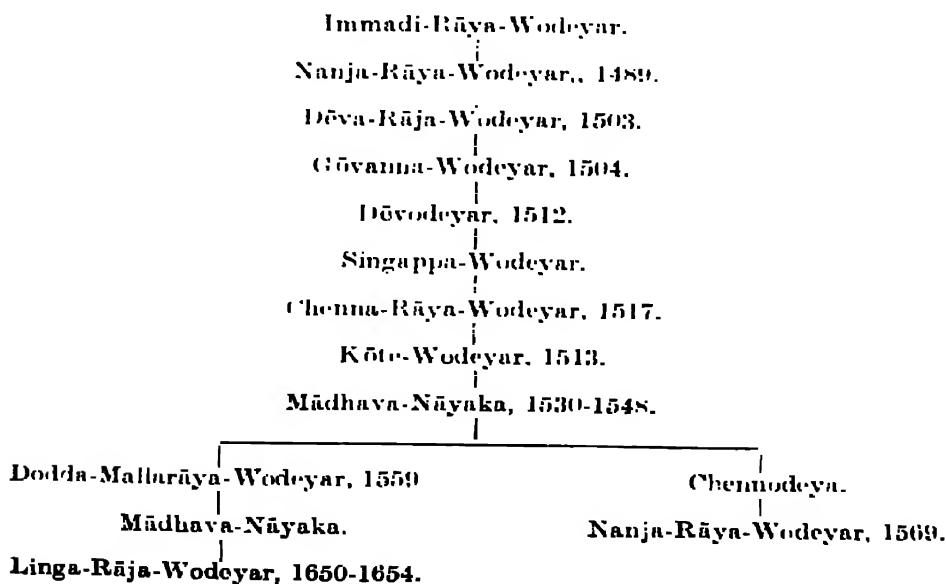 Immadi-Rāya-Wodeyar.
Nanja-Rāya-Wodeyar,, 1489.
Dēva-Rāja-Wodeyar, 1503.
Gōvanna-Wodeyar, 1504.
Dēvodeyar, 1512.
Singappa-Wodeyar.
Chenna-Rāya-Wodeyar, 1517.
Kōte-Wodeyar, 1513.
Mādhava-Nāyaka, 1530-1548.
Dodda-Mallarāya-Wodeyar, 1559
Chennodeya.
Mādhava-Nāyaka.
Nanja-Rāya-Wodeyar, 1569.
Linga-Rāja-Wodeyar, 1650-1654.